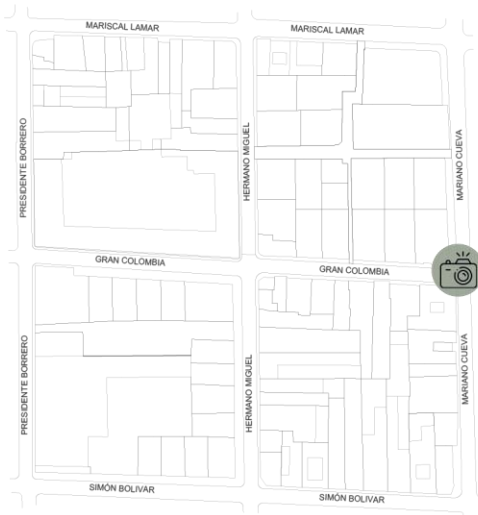 MARISCAL LAMAR
MARISCAL LAMAR
PRESIDENTE BORRERO
HERMANO MIGUEL
MARIANO CUEVA
GRAN COLOMBIA
GRAN COLOMBIA
PRESIDENTE BORRERO
HERMANO MIGUEL
MARIANO CUEVA
SIMÓN BOLIVAR
SIMÓN BOLIVAR